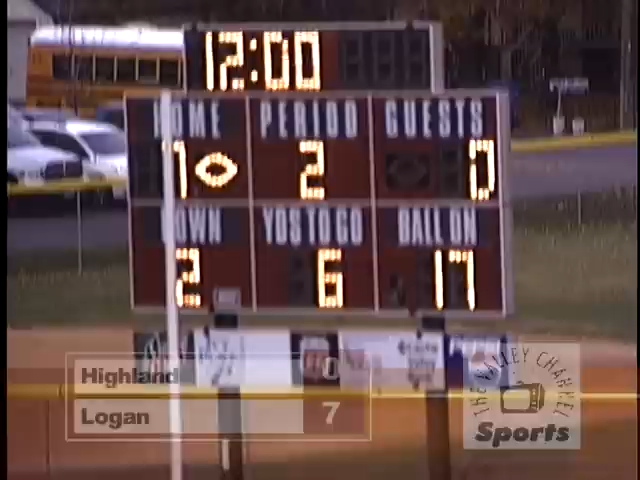 12:00
HOME PERIOD GUESTS
7 2 0
DOWN YDS TO GO BALL ON
2 6 17
Highland 0
Logan 7
THE VALLEY CHANNEL
Sports